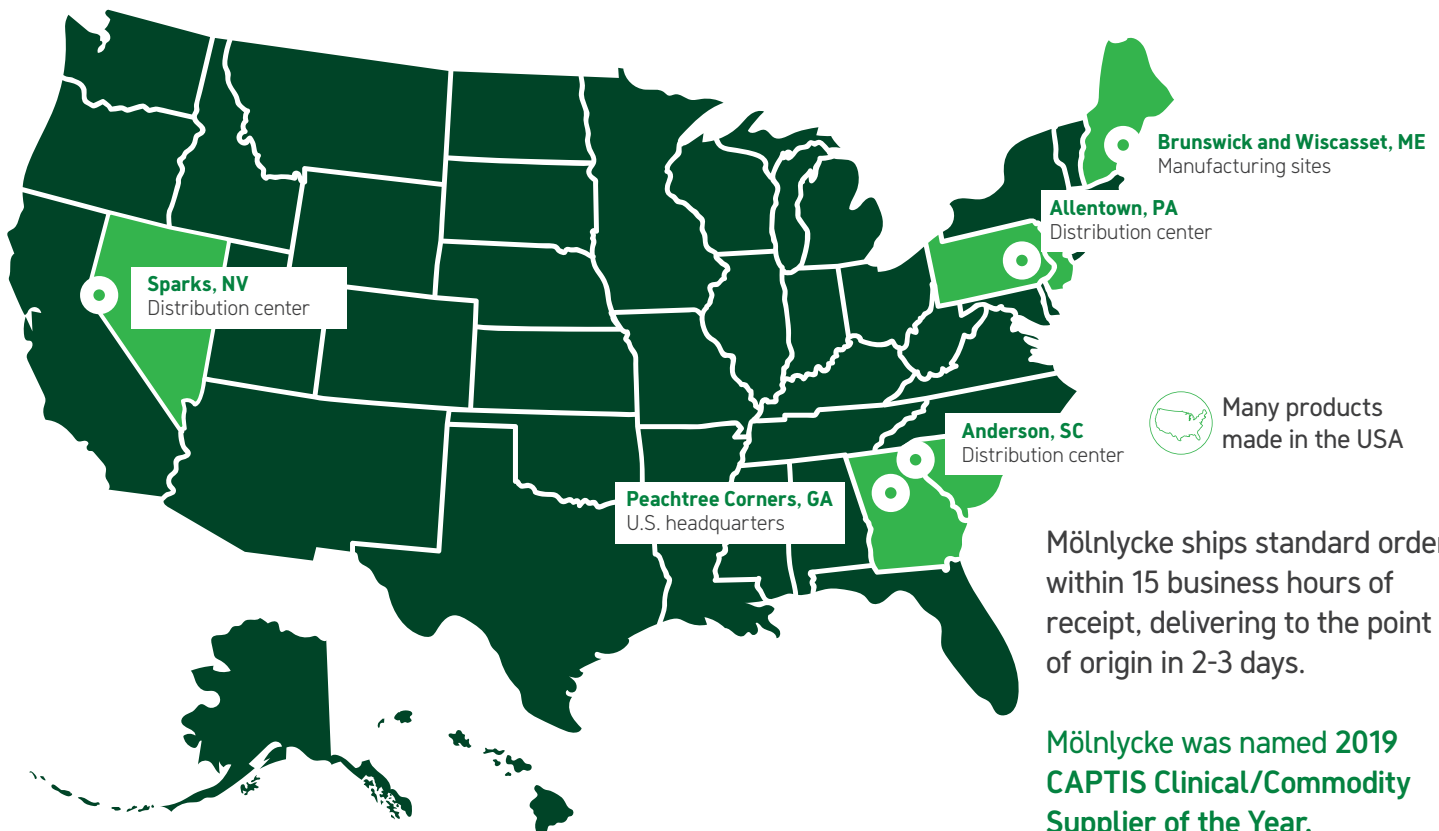 Brunswick and Wiscasset, ME
Manufacturing sites
Allentown, PA
Distribution center
Sparks, NV
Distribution center
Many products
made in the USA
Anderson, SC
Distribution center
Peachtree Corners, GA
U.S. headquarters
Mölnlycke ships standard order
within 15 business hours of
receipt, delivering to the point
of origin in 2-3 days.
Mölnlycke was named 2019
CAPTIS Clinical/Commodity
Supplier of the Year.